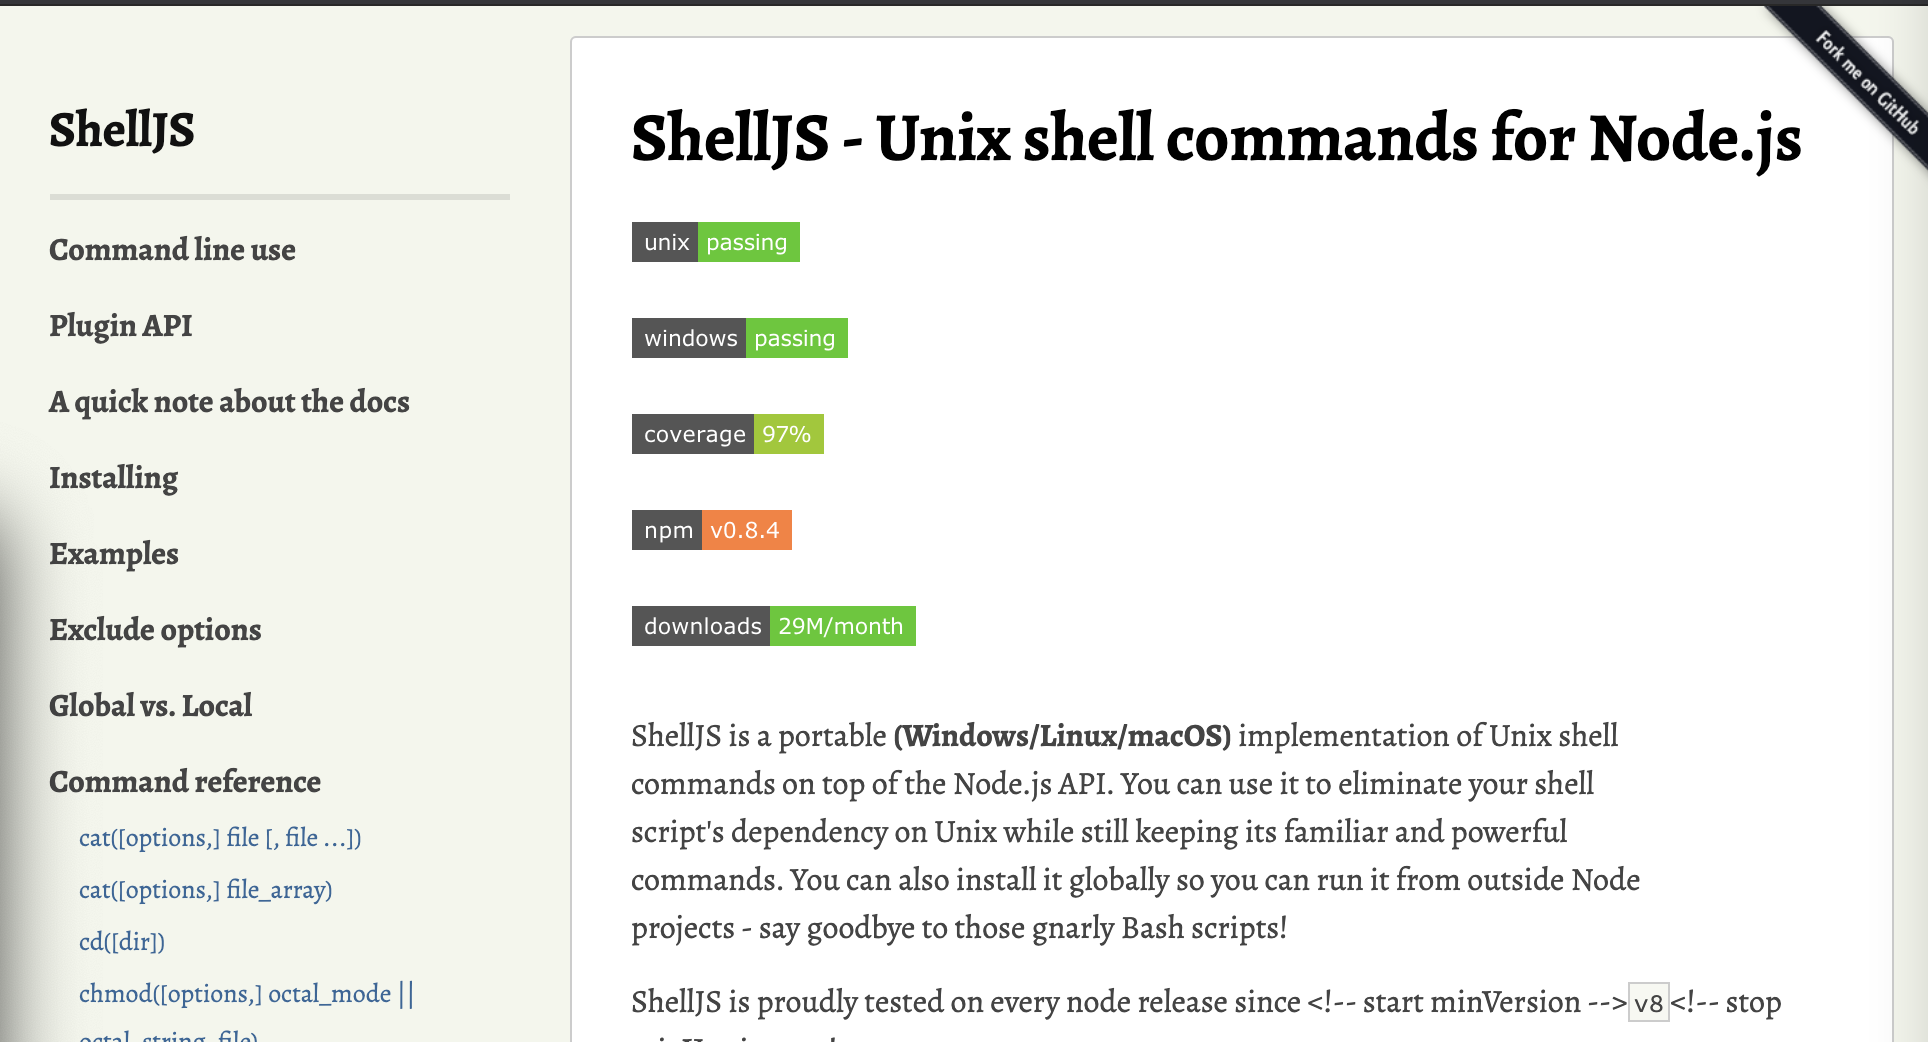 ShellJS
Command line use
Plugin API
A quick note about the docs
Installing
Examples
Exclude options
Global vs. Local
Command reference
cat([options,] file [, file ...])
cat([options,] file_array)
cd([dir])
chmod([options,] octal_mode ||
octal_string, file)
Fork me on GitHub
ShellJS - Unix shell commands for Node.js
unix passing
windows passing
coverage 97%
npm v0.8.4
downloads 29M/month
ShellJS is a portable (Windows/Linux/macOS) implementation of Unix shell
commands on top of the Node.js API. You can use it to eliminate your shell
script's dependency on Unix while still keeping its familiar and powerful
commands. You can also install it globally so you can run it from outside Node
projects - say goodbye to those gnarly Bash scripts!
ShellJS is proudly tested on every node release since <!-- start minVersion -->v8<!-- stop